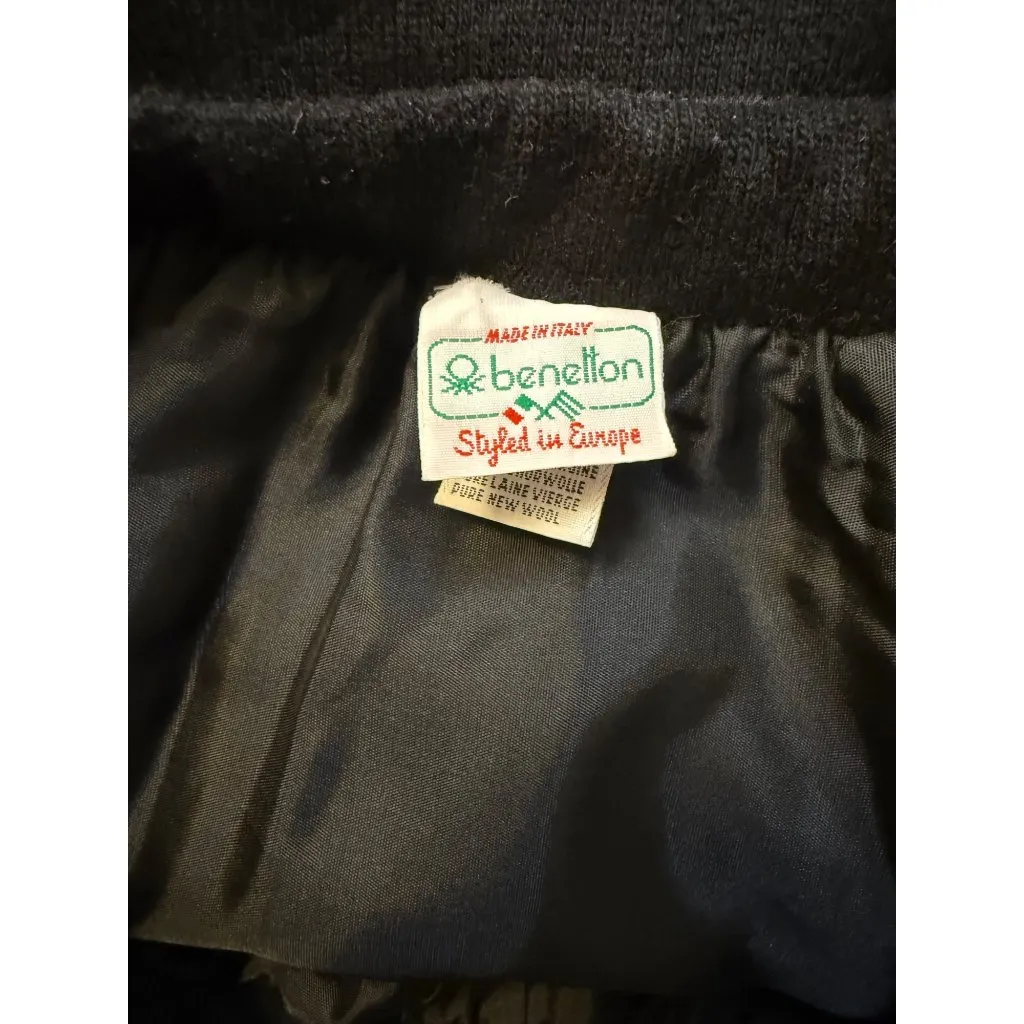 MADE IN ITALY
benetton
Styled in Europe
PURE LAINE VIERGE
PURE NEW WOOL